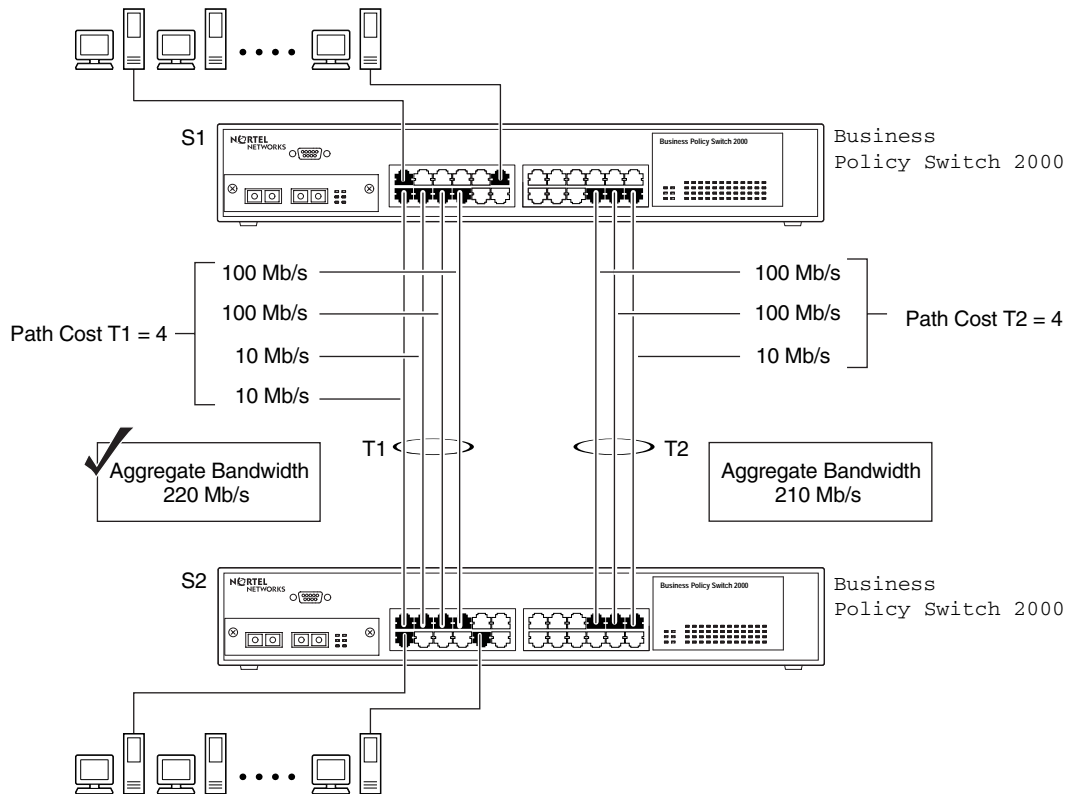 S1
NORTEL
NETWORKS
Business Policy Switch 2000
Business
Policy Switch 2000
100 Mb/s
100 Mb/s
10 Mb/s
10 Mb/s
Path Cost T1 = 4
100 Mb/s
100 Mb/s
10 Mb/s
Path Cost T2 = 4
T1
T2
Aggregate Bandwidth
220 Mb/s
Aggregate Bandwidth
210 Mb/s
S2
NORTEL
NETWORKS
Business Policy Switch 2000
Business
Policy Switch 2000